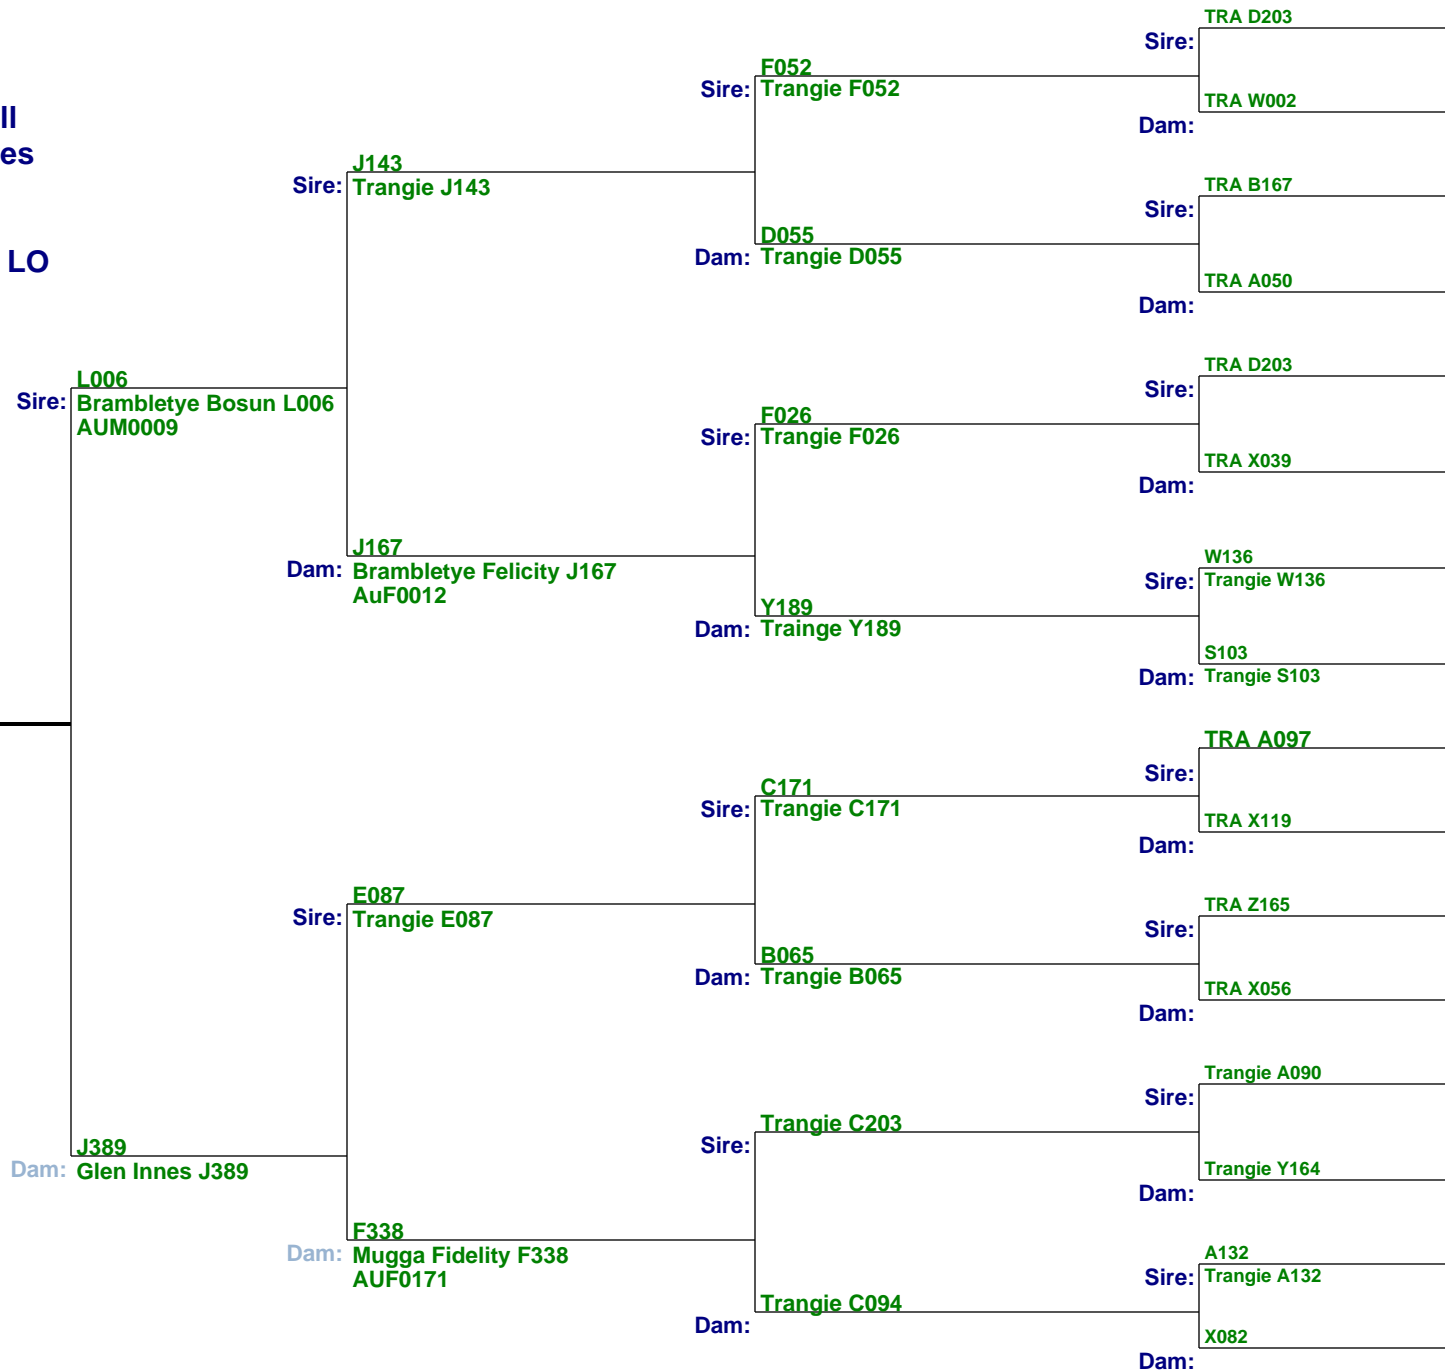 ll
es
LO
Sire:
L006
Brambletye Bosun L006
AUM0009
Dam:
J389
Glen Innes J389
Sire:
J143
Trangie J143
Dam:
J167
Brambletye Felicity J167
AuF0012
Sire:
E087
Trangie E087
Dam:
F338
Mugga Fidelity F338
AUF0171
Sire:
F052
Trangie F052
Dam:
D055
Trangie D055
Sire:
F026
Trangie F026
Dam:
Y189
Trainge Y189
Sire:
C171
Trangie C171
Dam:
B065
Trangie B065
Sire:
Trangie C203
Dam:
Trangie C094
Sire:
TRA D203
Dam:
TRA W002
Sire:
TRA B167
Dam:
TRA A050
Sire:
TRA D203
Dam:
TRA X039
Sire:
W136
Trangie W136
Dam:
S103
Trangie S103
Sire:
TRA A097
Dam:
TRA X119
Sire:
TRA Z165
Dam:
TRA X056
Sire:
Trangie A090
Dam:
Trangie Y164
Sire:
A132
Trangie A132
Dam:
X082